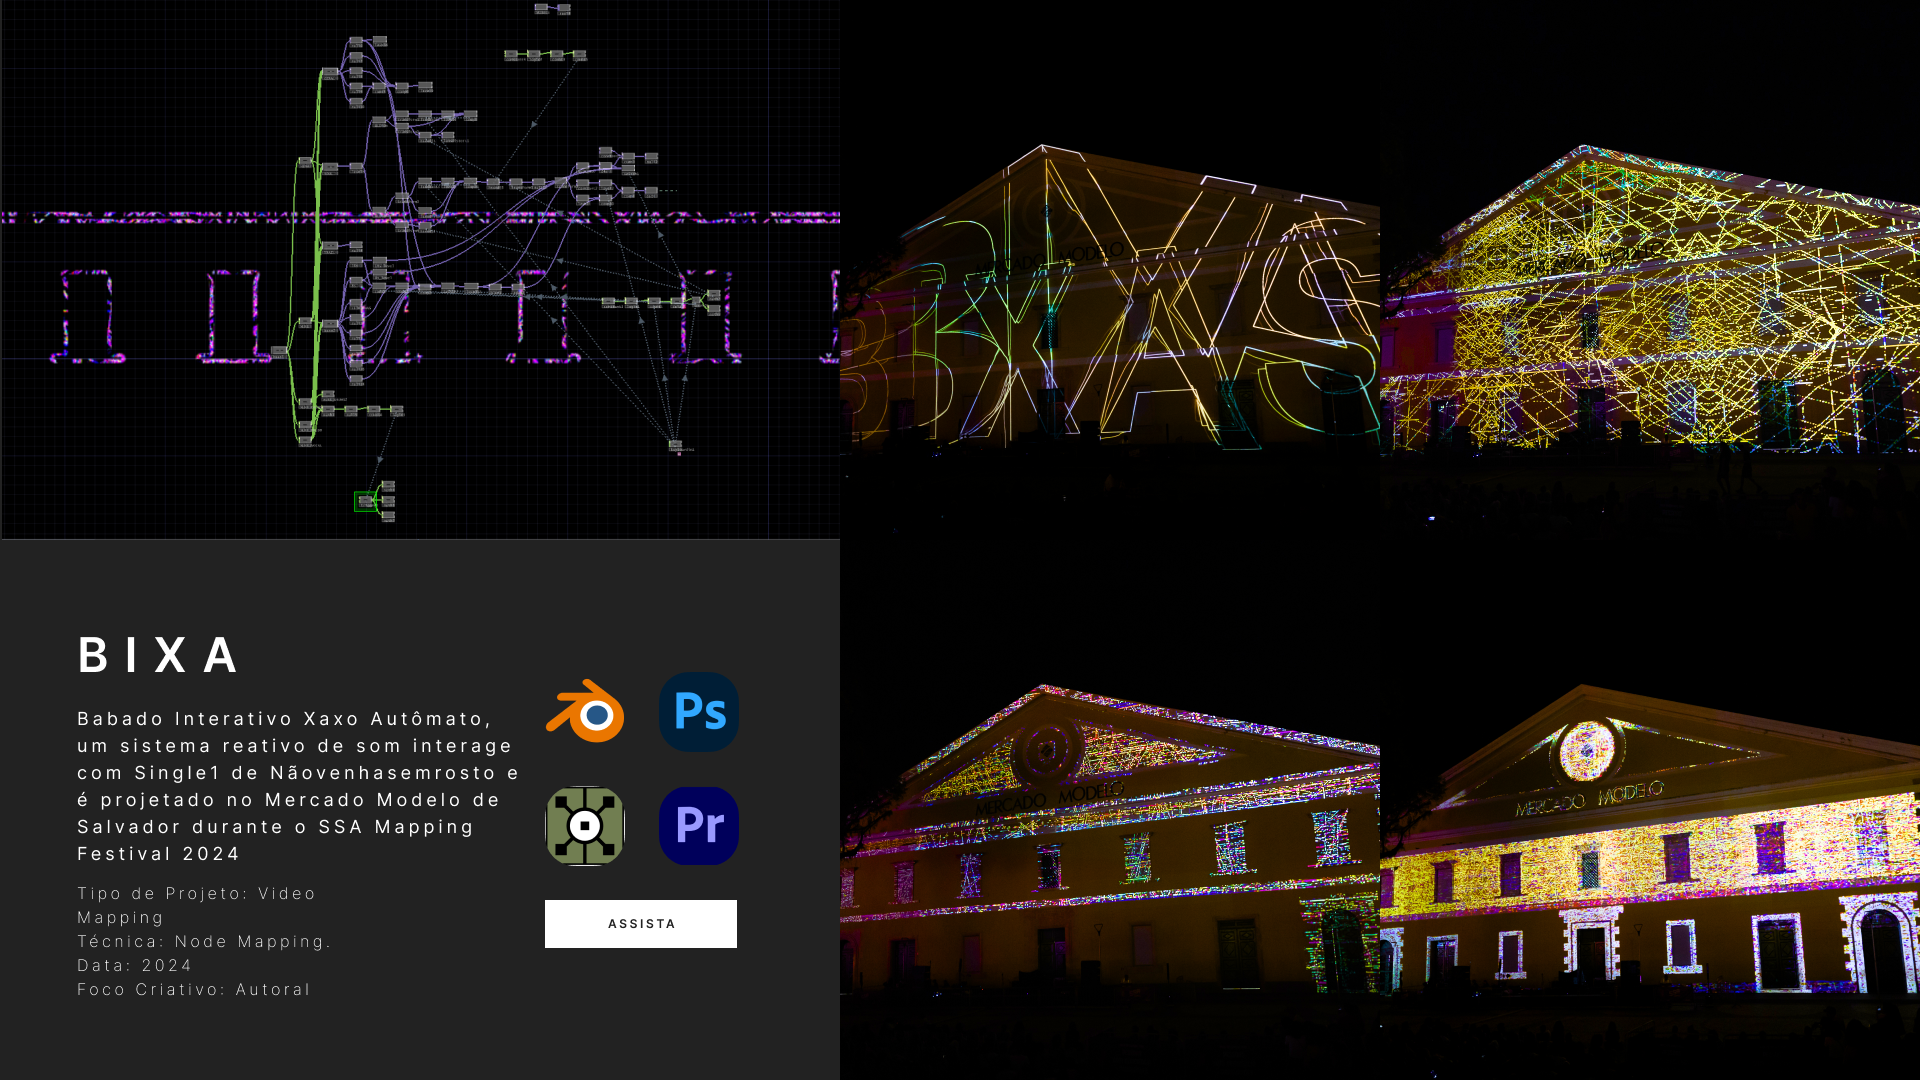 BIXAS
MERCADO MODELO
BIXA
Babado Interativo Xaxo Autômato,
um sistema reativo de som interage
com Single1 de Nãovenhasemrosto e
é projetado no Mercado Modelo de
Salvador durante o SSA Mapping
Festival 2024
Tipo de Projeto: Video
Mapping
Técnica: Node Mapping.
Data: 2024
Foco Criativo: Autoral
Ps
Pr
ASSISTA
MERCADO MODELO
MERCADO MODELO